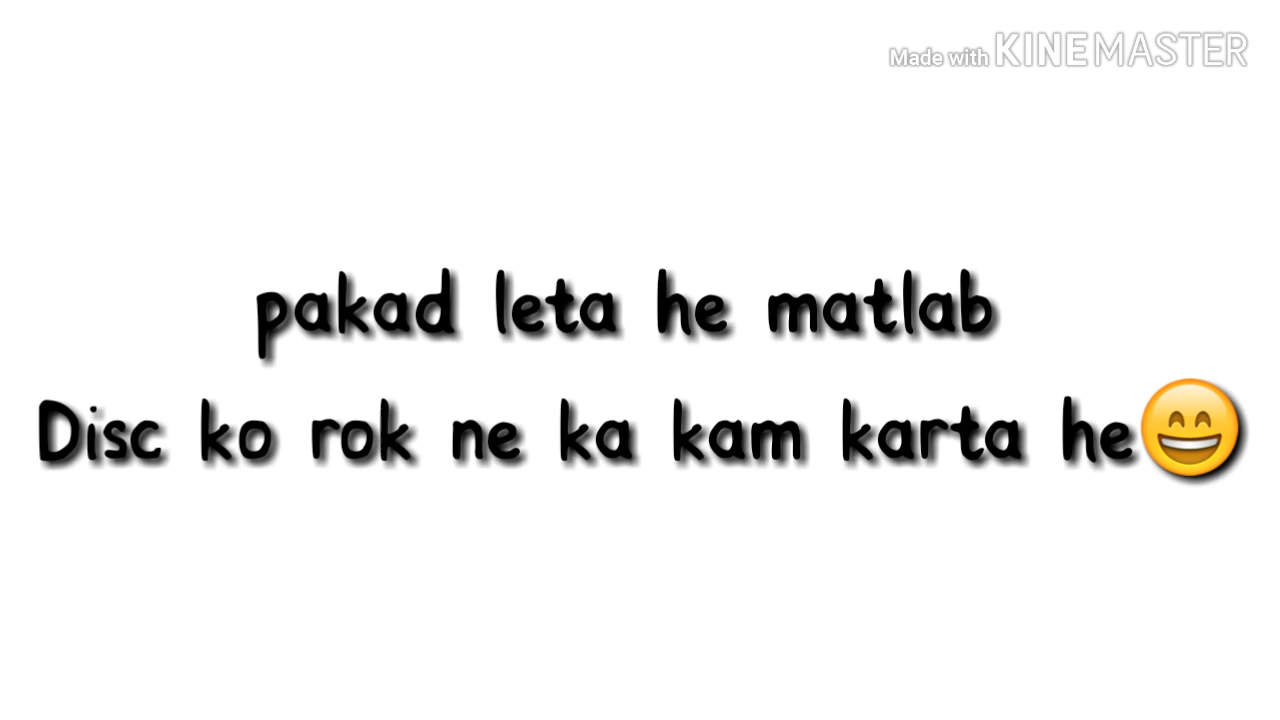 Made with KINEMASTER
pakad leta he matlab
Disc ko rok ne ka kam karta he😄